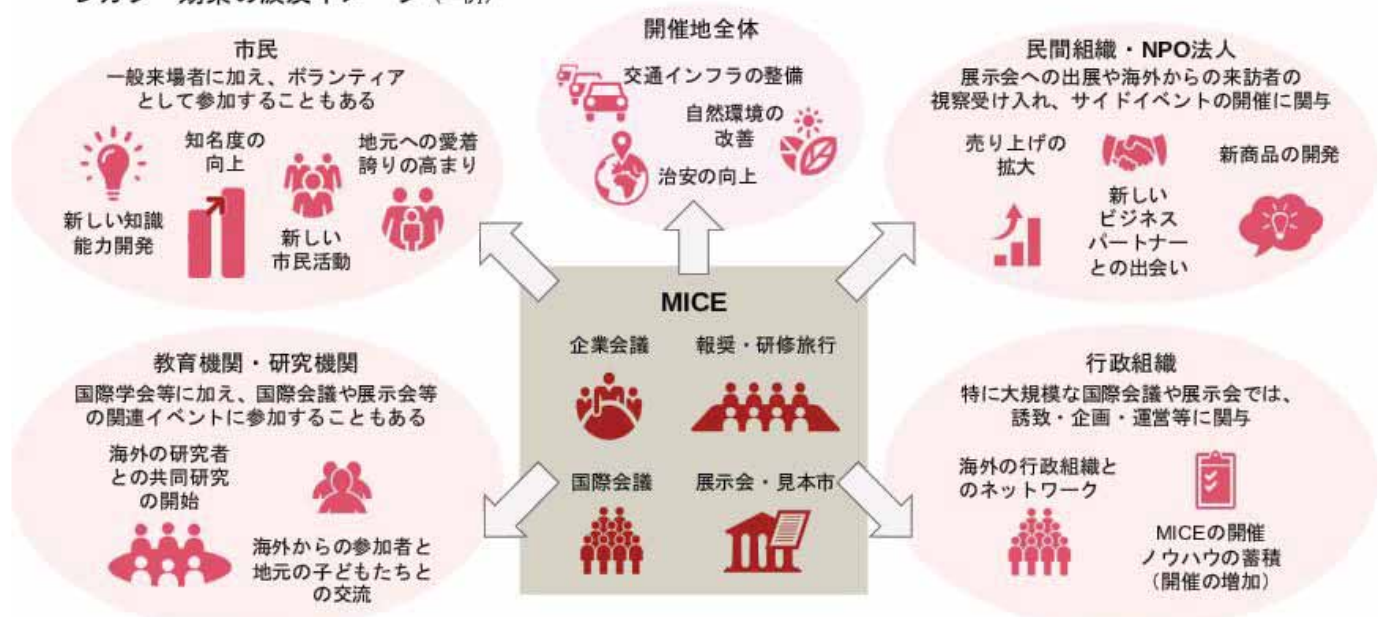 市民
一般来場者に加え、ボランティア
として参加することもある
知名度の
向上
地元への愛着
誇りの高まり
新しい知識
能力開発
新しい
市民活動
開催地全体
交通インフラの整備
自然環境の
改善
治安の向上
民間組織・NPO法人
展示会への出展や海外からの来訪者の
視察受け入れ、サイドイベントの開催に関与
売り上げの
拡大
新商品の開発
新しい
ビジネス
パートナー
との出会い
MICE
企業会議
報奨・研修旅行
国際会議
展示会・見本市
教育機関・研究機関
国際学会等に加え、国際会議や展示会等
の関連イベントに参加することもある
海外の研究者
との共同研究
の開始
海外からの参加者と
地元の子どもたちと
の交流
行政組織
特に大規模な国際会議や展示会では、
誘致・企画・運営等に関与
海外の行政組織と
のネットワーク
MICEの開催
ノウハウの蓄積
（開催の増加）